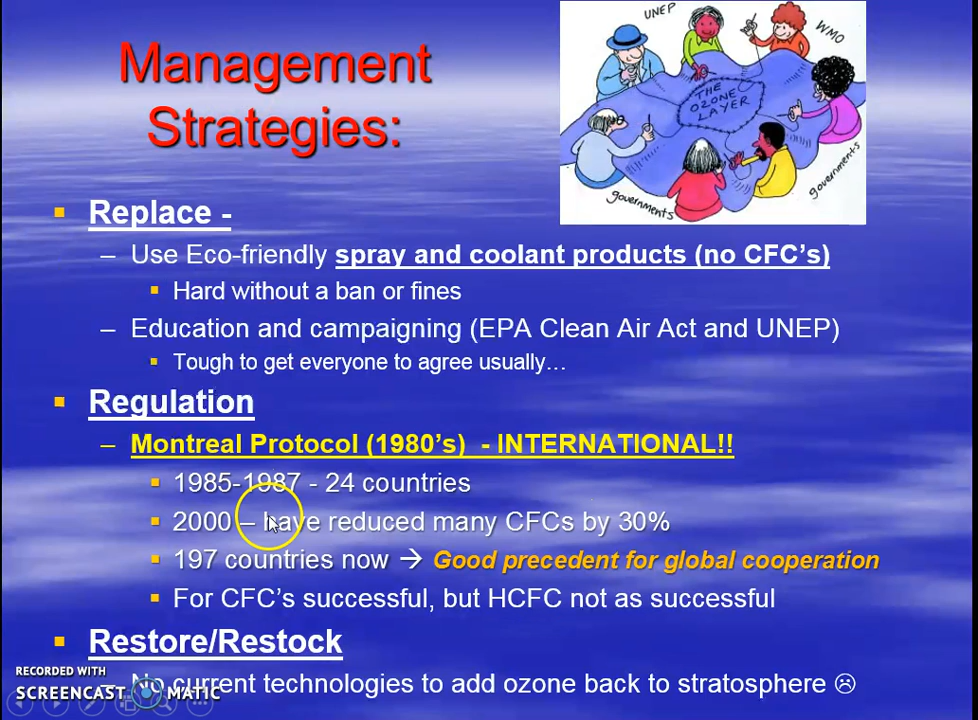 Management
Strategies:
UNEP
WMO
THE
OZONE
LAYER
governments
governments
Replace -
– Use Eco-friendly spray and coolant products (no CFC’s)
Hard without a ban or fines
– Education and campaigning (EPA Clean Air Act and UNEP)
Tough to get everyone to agree usually…
Regulation
– Montreal Protocol (1980’s) - INTERNATIONAL!!
1985-1987 - 24 countries
2000 – have reduced many CFCs by 30%
197 countries now → Good precedent for global cooperation
For CFC’s successful, but HCFC not as successful
Restore/Restock
– No current technologies to add ozone back to stratosphere ☹
RECORDED WITH
SCREENCAST MATIC